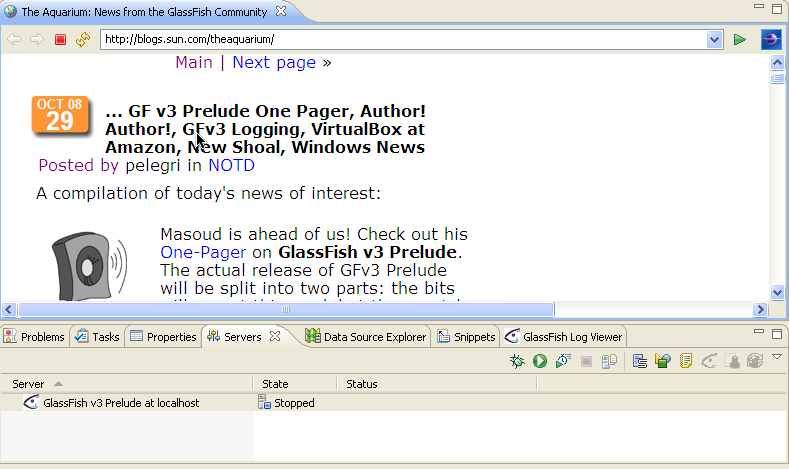 The Aquarium: News from the GlassFish Community
http://blogs.sun.com/theaquarium/
Main | Next page »
OCT 08
29
... GF v3 Prelude One Pager, Author!
Author!, GFv3 Logging, VirtualBox at
Amazon, New Shoal, Windows News
Posted by pelegri in NOTD
A compilation of today's news of interest:
Masoud is ahead of us! Check out his
One-Pager on GlassFish v3 Prelude.
The actual release of GFv3 Prelude
will be split into two parts: the bits
Problems Tasks Properties Servers Data Source Explorer Snippets GlassFish Log Viewer
Server State Status
GlassFish v3 Prelude at localhost Stopped